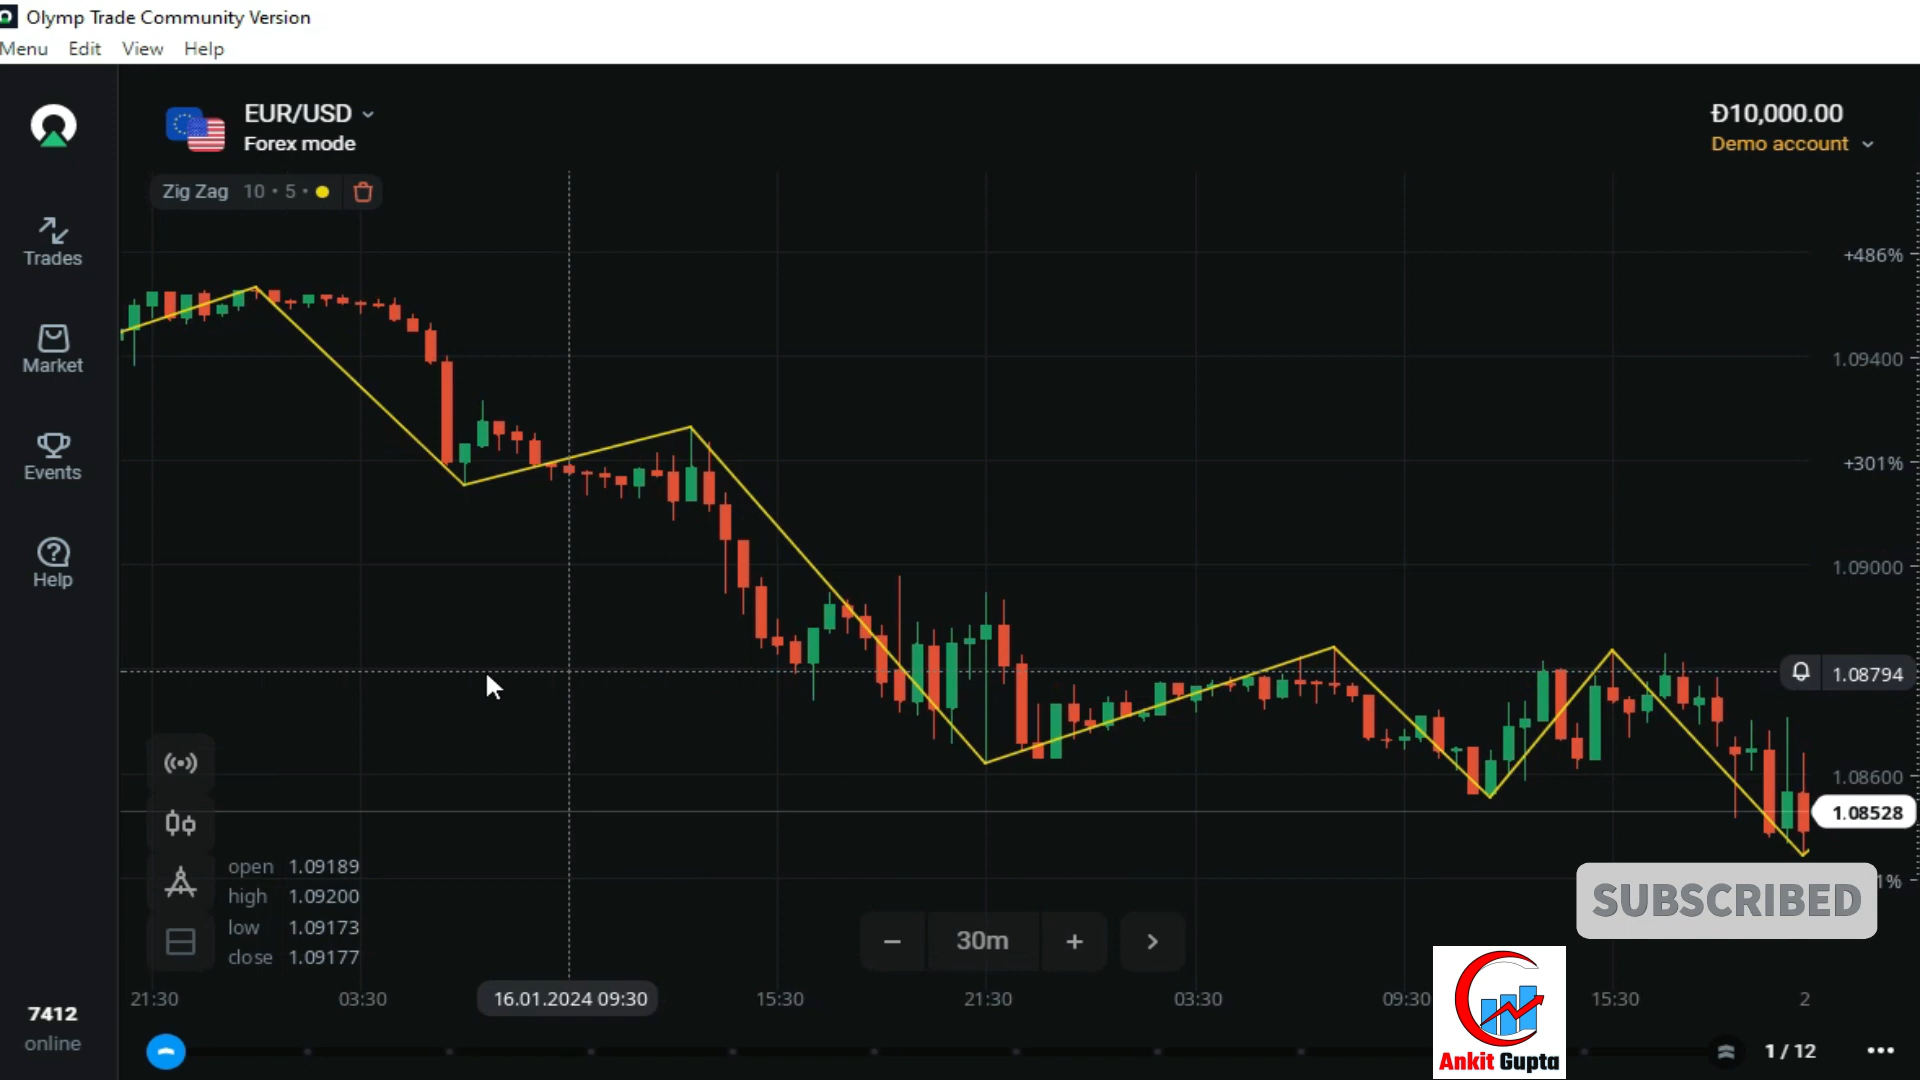 Olymp Trade Community Version
Menu Edit View Help
EUR/USD
Forex mode
Đ10,000.00
Demo account
Zig Zag 10 • 5 •
Trades
Market
Events
Help
+486%
1.09400
+301%
1.09000
1.08794
1.08600
1.08528
1%
SUBSCRIBED
open 1.09189
high 1.09200
low 1.09173
close 1.09177
− 30m + >
21:30 03:30 16.01.2024 09:30 15:30 21:30 03:30 09:30 15:30 2
7412
online
1 / 12
Ankit Gupta